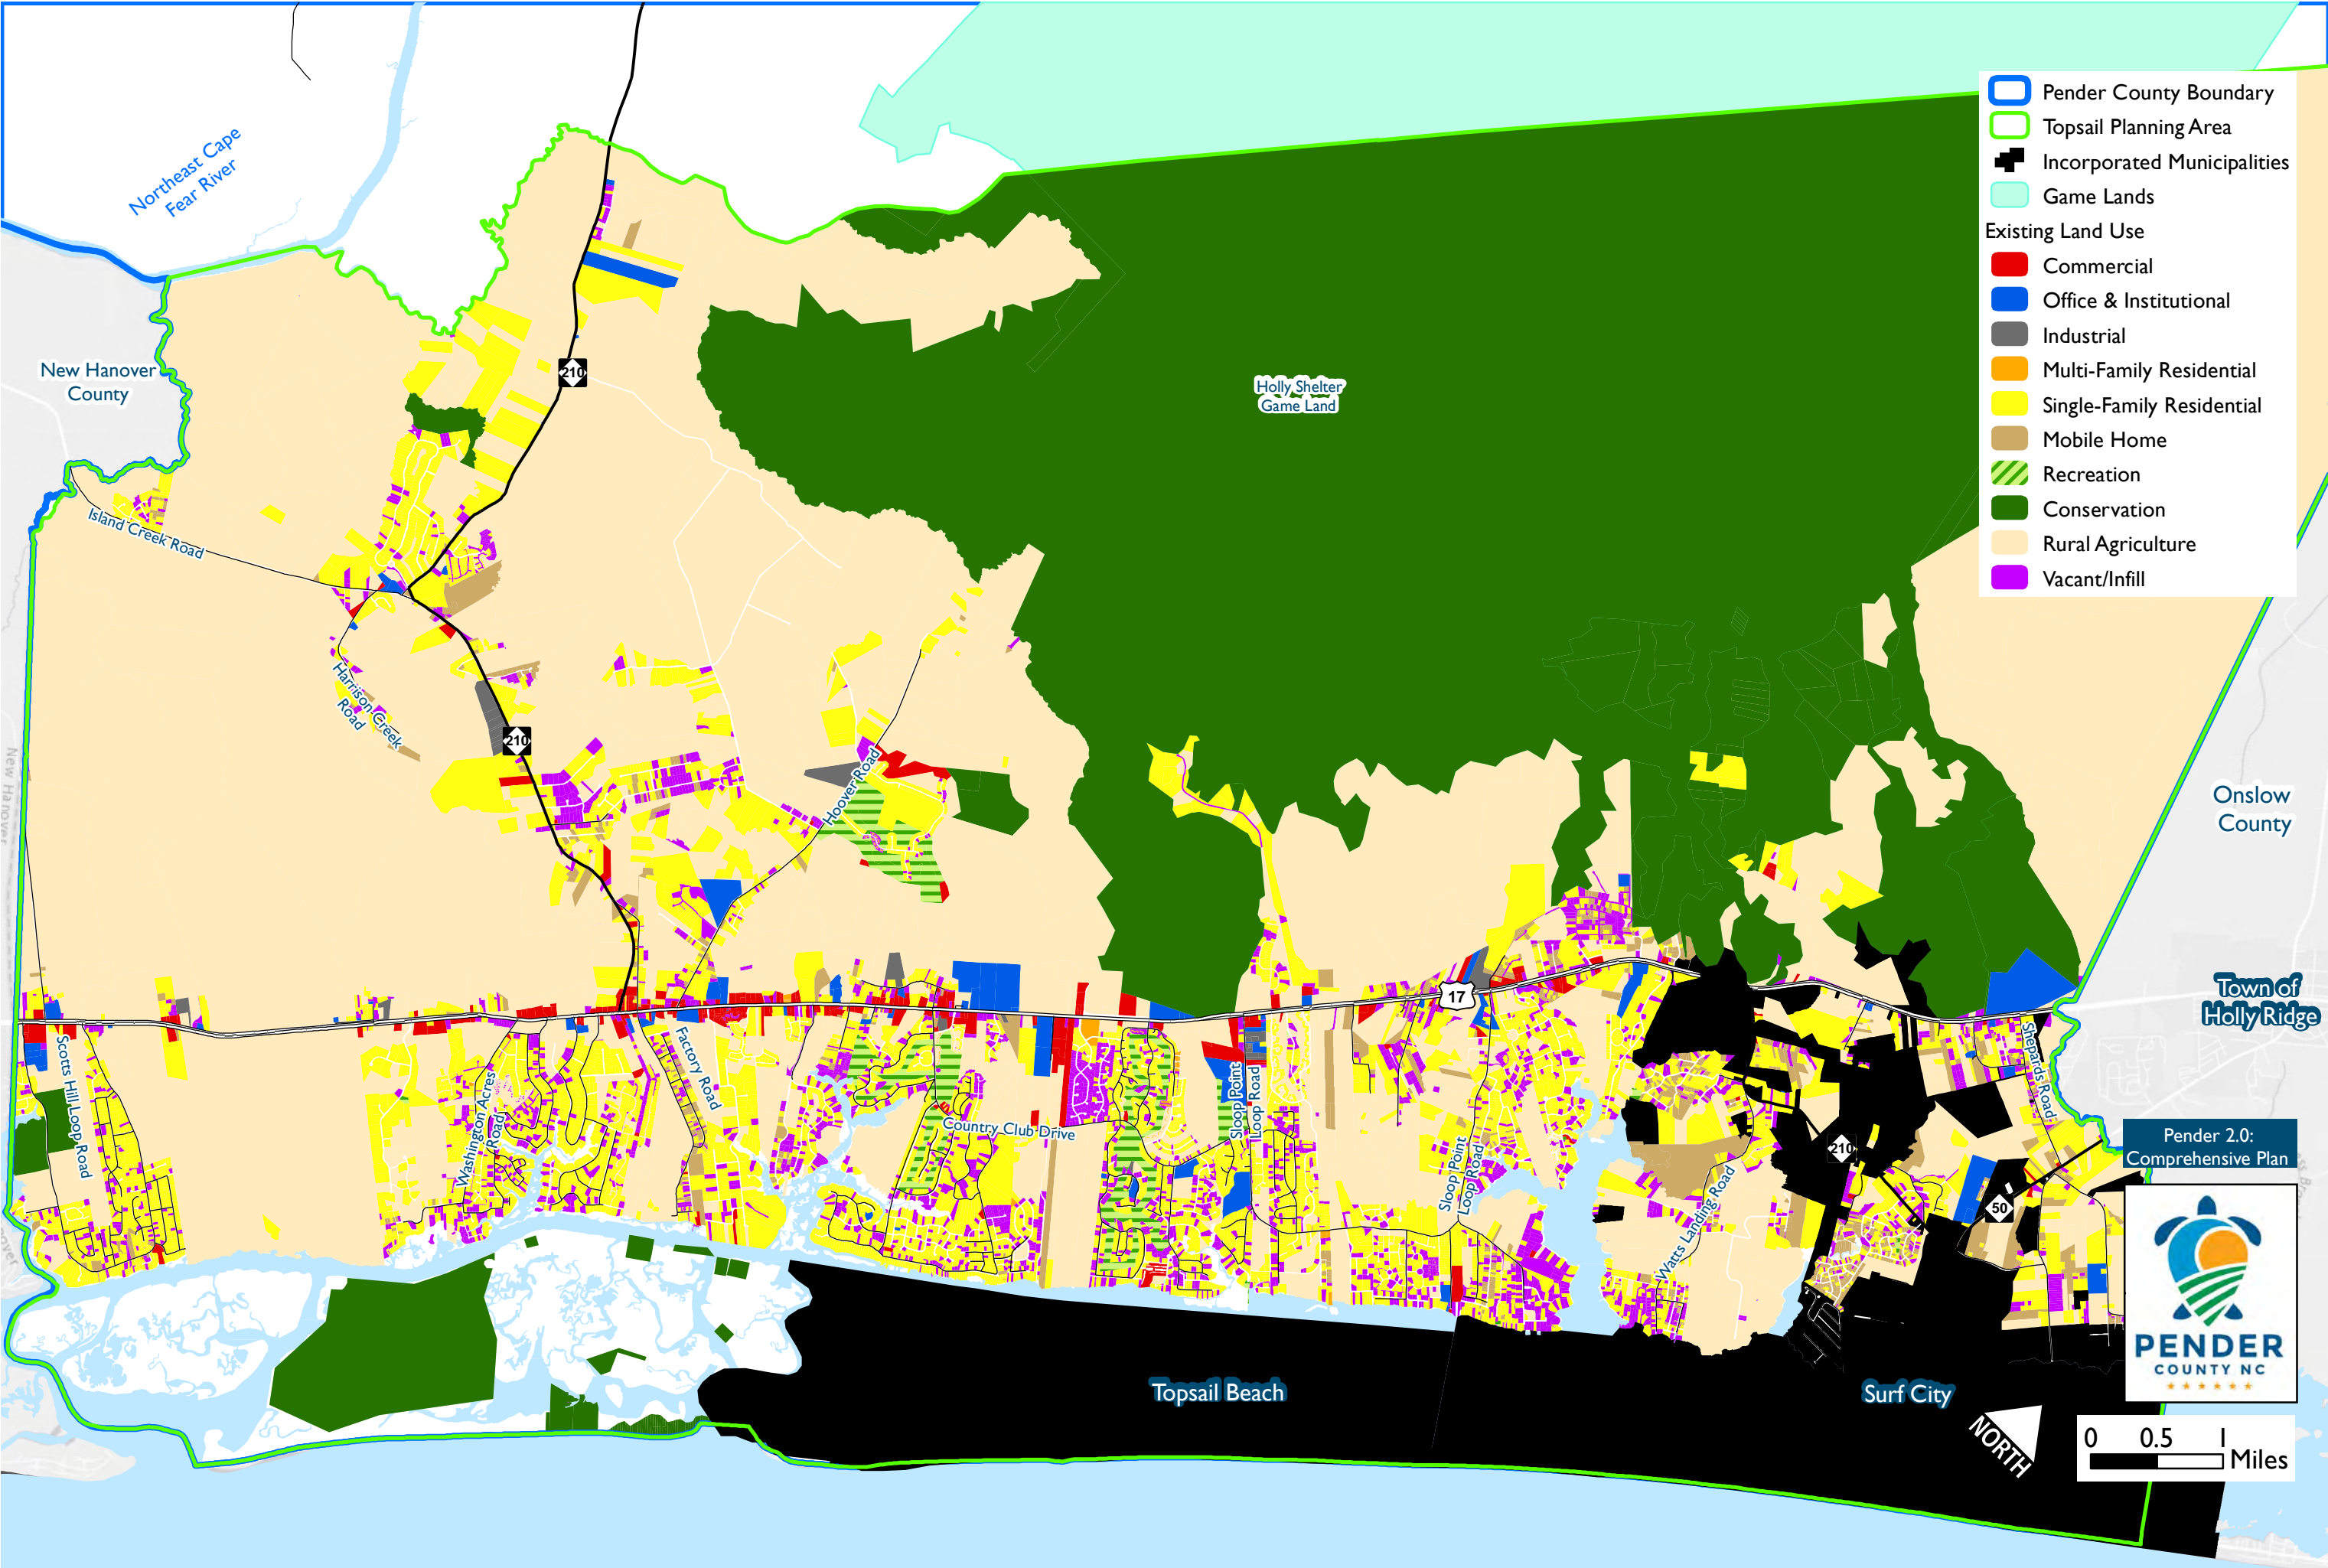 Pender County Boundary
Topsail Planning Area
Incorporated Municipalities
Game Lands
Existing Land Use
Commercial
Office & Institutional
Industrial
Multi-Family Residential
Single-Family Residential
Mobile Home
Recreation
Conservation
Rural Agriculture
Vacant/Infill
Northeast Cape
Fear River
New Hanover
County
210
Holly Shelter
Game Land
Island Creek Road
Harrison Creek
Road
210
Hoover Road
New Hanover
Onslow
County
17
Town of
Holly Ridge
Scotts Hill Loop Road
Washington Acres
Road
Factory Road
Country Club Drive
Sloop Point
Loop Road
Sloop Point
Loop Road
Watts Landing Road
Shepards Road
210
50
Pender 2.0:
Comprehensive Plan
PENDER
COUNTY NC
Topsail Beach
Surf City
NORTH
0 0.5 1
Miles